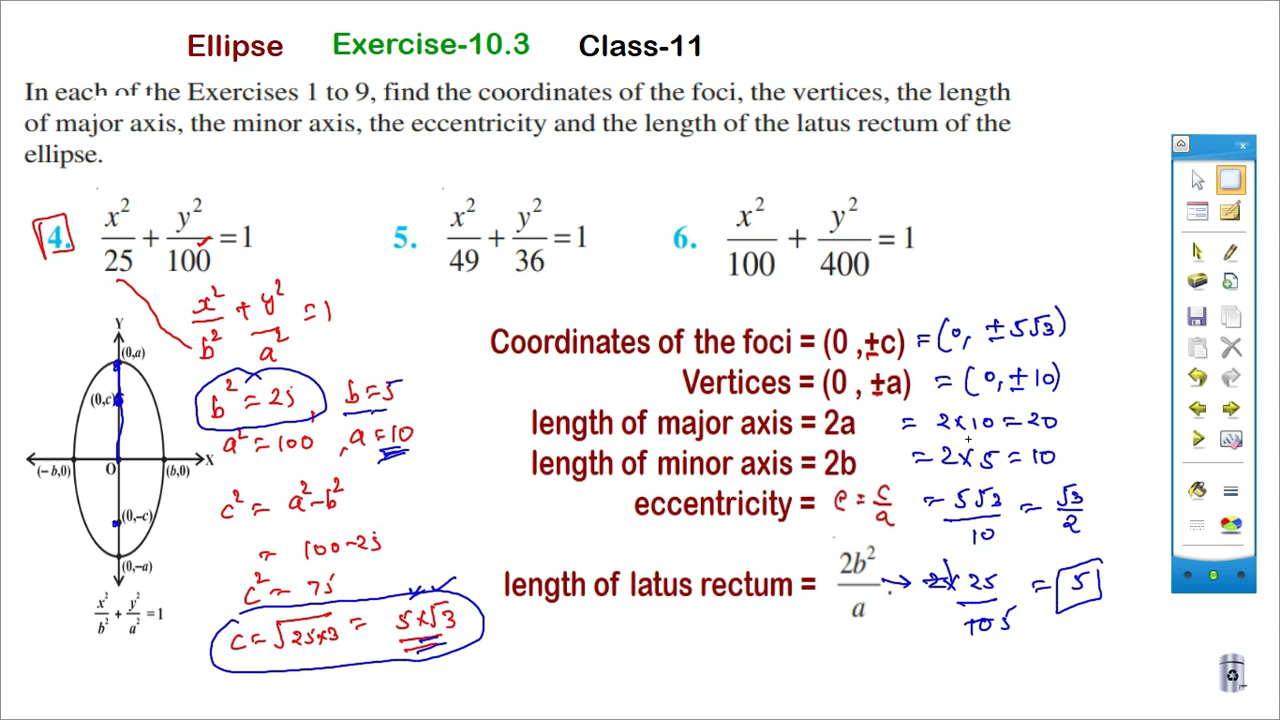 Ellipse Exercise-10.3 Class-11
In each of the Exercises 1 to 9, find the coordinates of the foci, the vertices, the length
of major axis, the minor axis, the eccentricity and the length of the latus rectum of the
ellipse.
4. x²/25 + y²/100 = 1 5. x²/49 + y²/36 = 1 6. x²/100 + y²/400 = 1
x²/b² + y²/a² = 1
Y
(0,a)
(0,c)
(-b,0) O (b,0) X
(0,-c)
(0,-a)
x²/b² + y²/a² = 1
b² = 25, b = 5
a² = 100, a = 10
c² = a² - b²
= 100 - 25
c² = 75
c = √25×3 = 5×√3
Coordinates of the foci = (0 ,±c) = (0, ±5√3)
Vertices = (0 , ±a) = (0, ±10)
length of major axis = 2a = 2×10 = 20
length of minor axis = 2b = 2×5 = 10
eccentricity = e = c/a = 5√3/10 = √3/2
length of latus rectum = 2b²/a . → 2×25/10 5 = 5